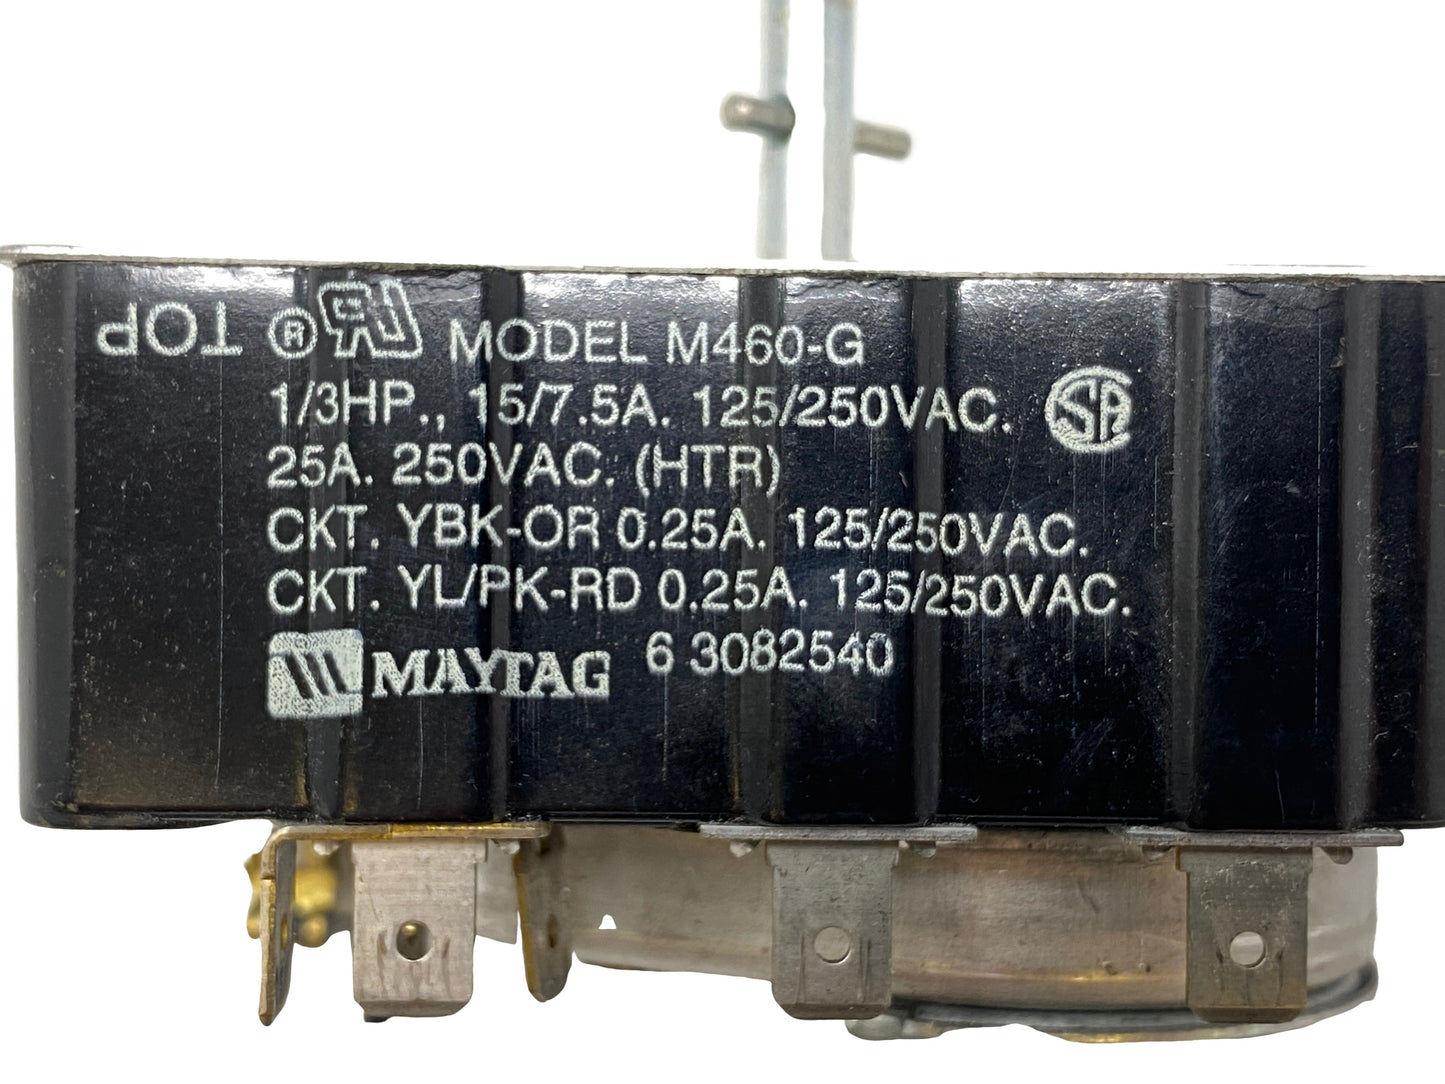 TOP
® MODEL M460-G
1/3HP., 15/7.5A. 125/250VAC.
25A. 250VAC. (HTR)
CKT. YBK-OR 0.25A. 125/250VAC.
CKT. YL/PK-RD 0.25A. 125/250VAC.
MAYTAG 6 3082540